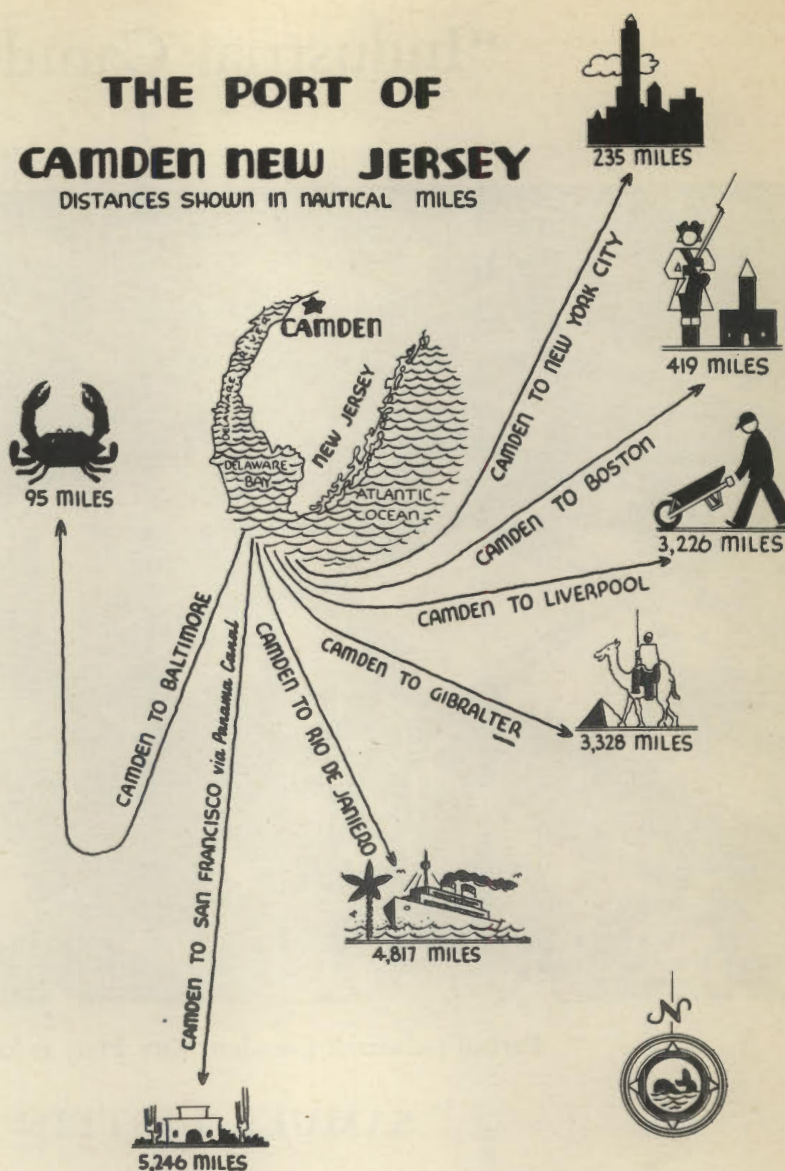 THE PORT OF
CAMDEN NEW JERSEY
DISTANCES SHOWN IN NAUTICAL MILES
235 MILES
CAMDEN TO NEW YORK CITY
419 MILES
CAMDEN TO BOSTON
3,226 MILES
CAMDEN TO LIVERPOOL
3,328 MILES
CAMDEN TO GIBRALTER
CAMDEN
NEW JERSEY
DELAWARE
DELAWARE
BAY
ATLANTIC
OCEAN
95 MILES
CAMDEN TO BALTIMORE
CAMDEN TO SAN FRANCISCO via Panama Canal
CAMDEN TO RIO DE JANIERO
4,817 MILES
5,246 MILES
N